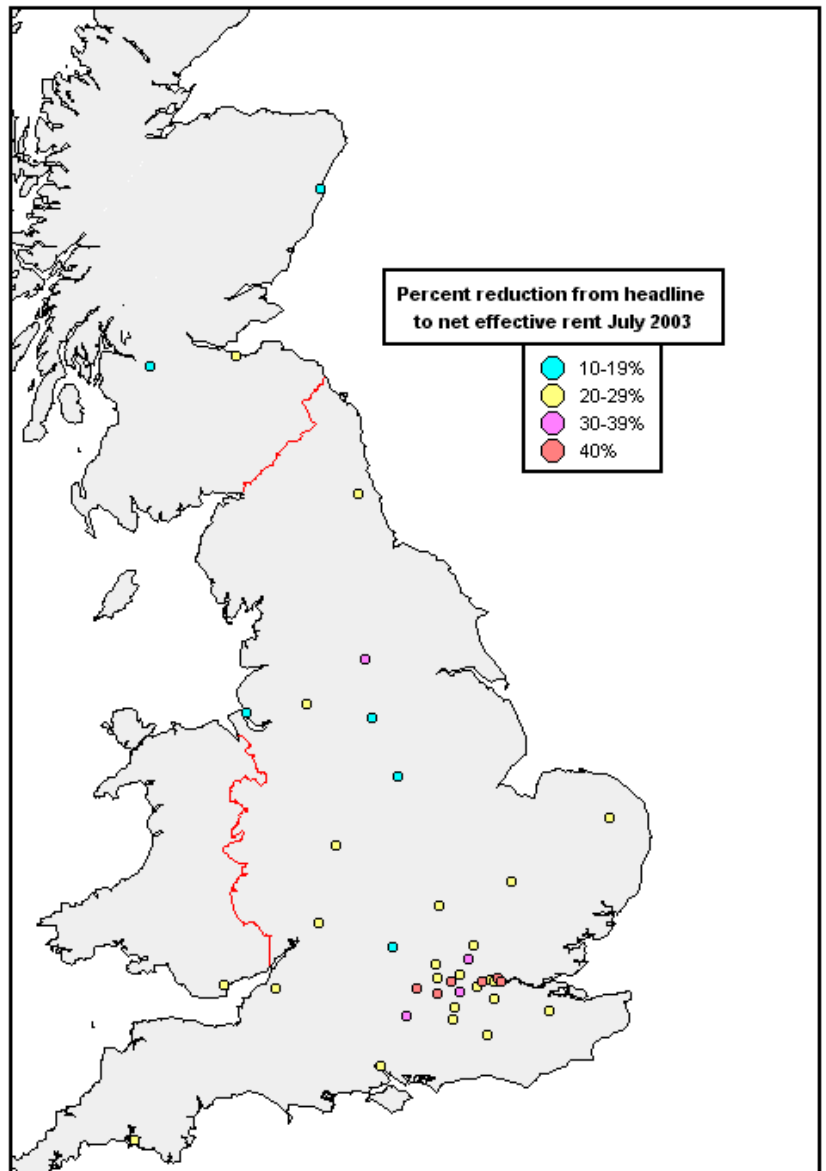 Percent reduction from headline
to net effective rent July 2003
10-19%
20-29%
30-39%
40%